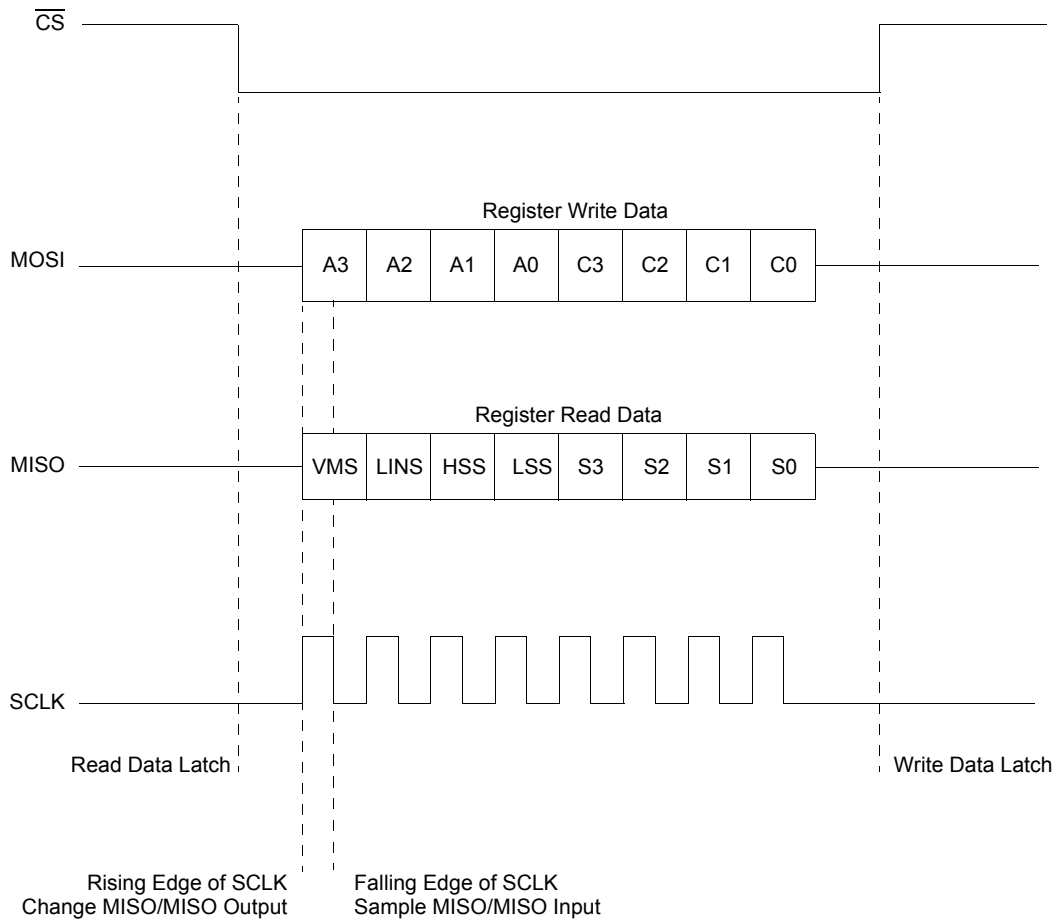 CS
Register Write Data
MOSI A3 A2 A1 A0 C3 C2 C1 C0
Register Read Data
MISO VMS LINS HSS LSS S3 S2 S1 S0
SCLK
Read Data Latch Write Data Latch
Rising Edge of SCLK Falling Edge of SCLK
Change MISO/MISO Output Sample MISO/MISO Input